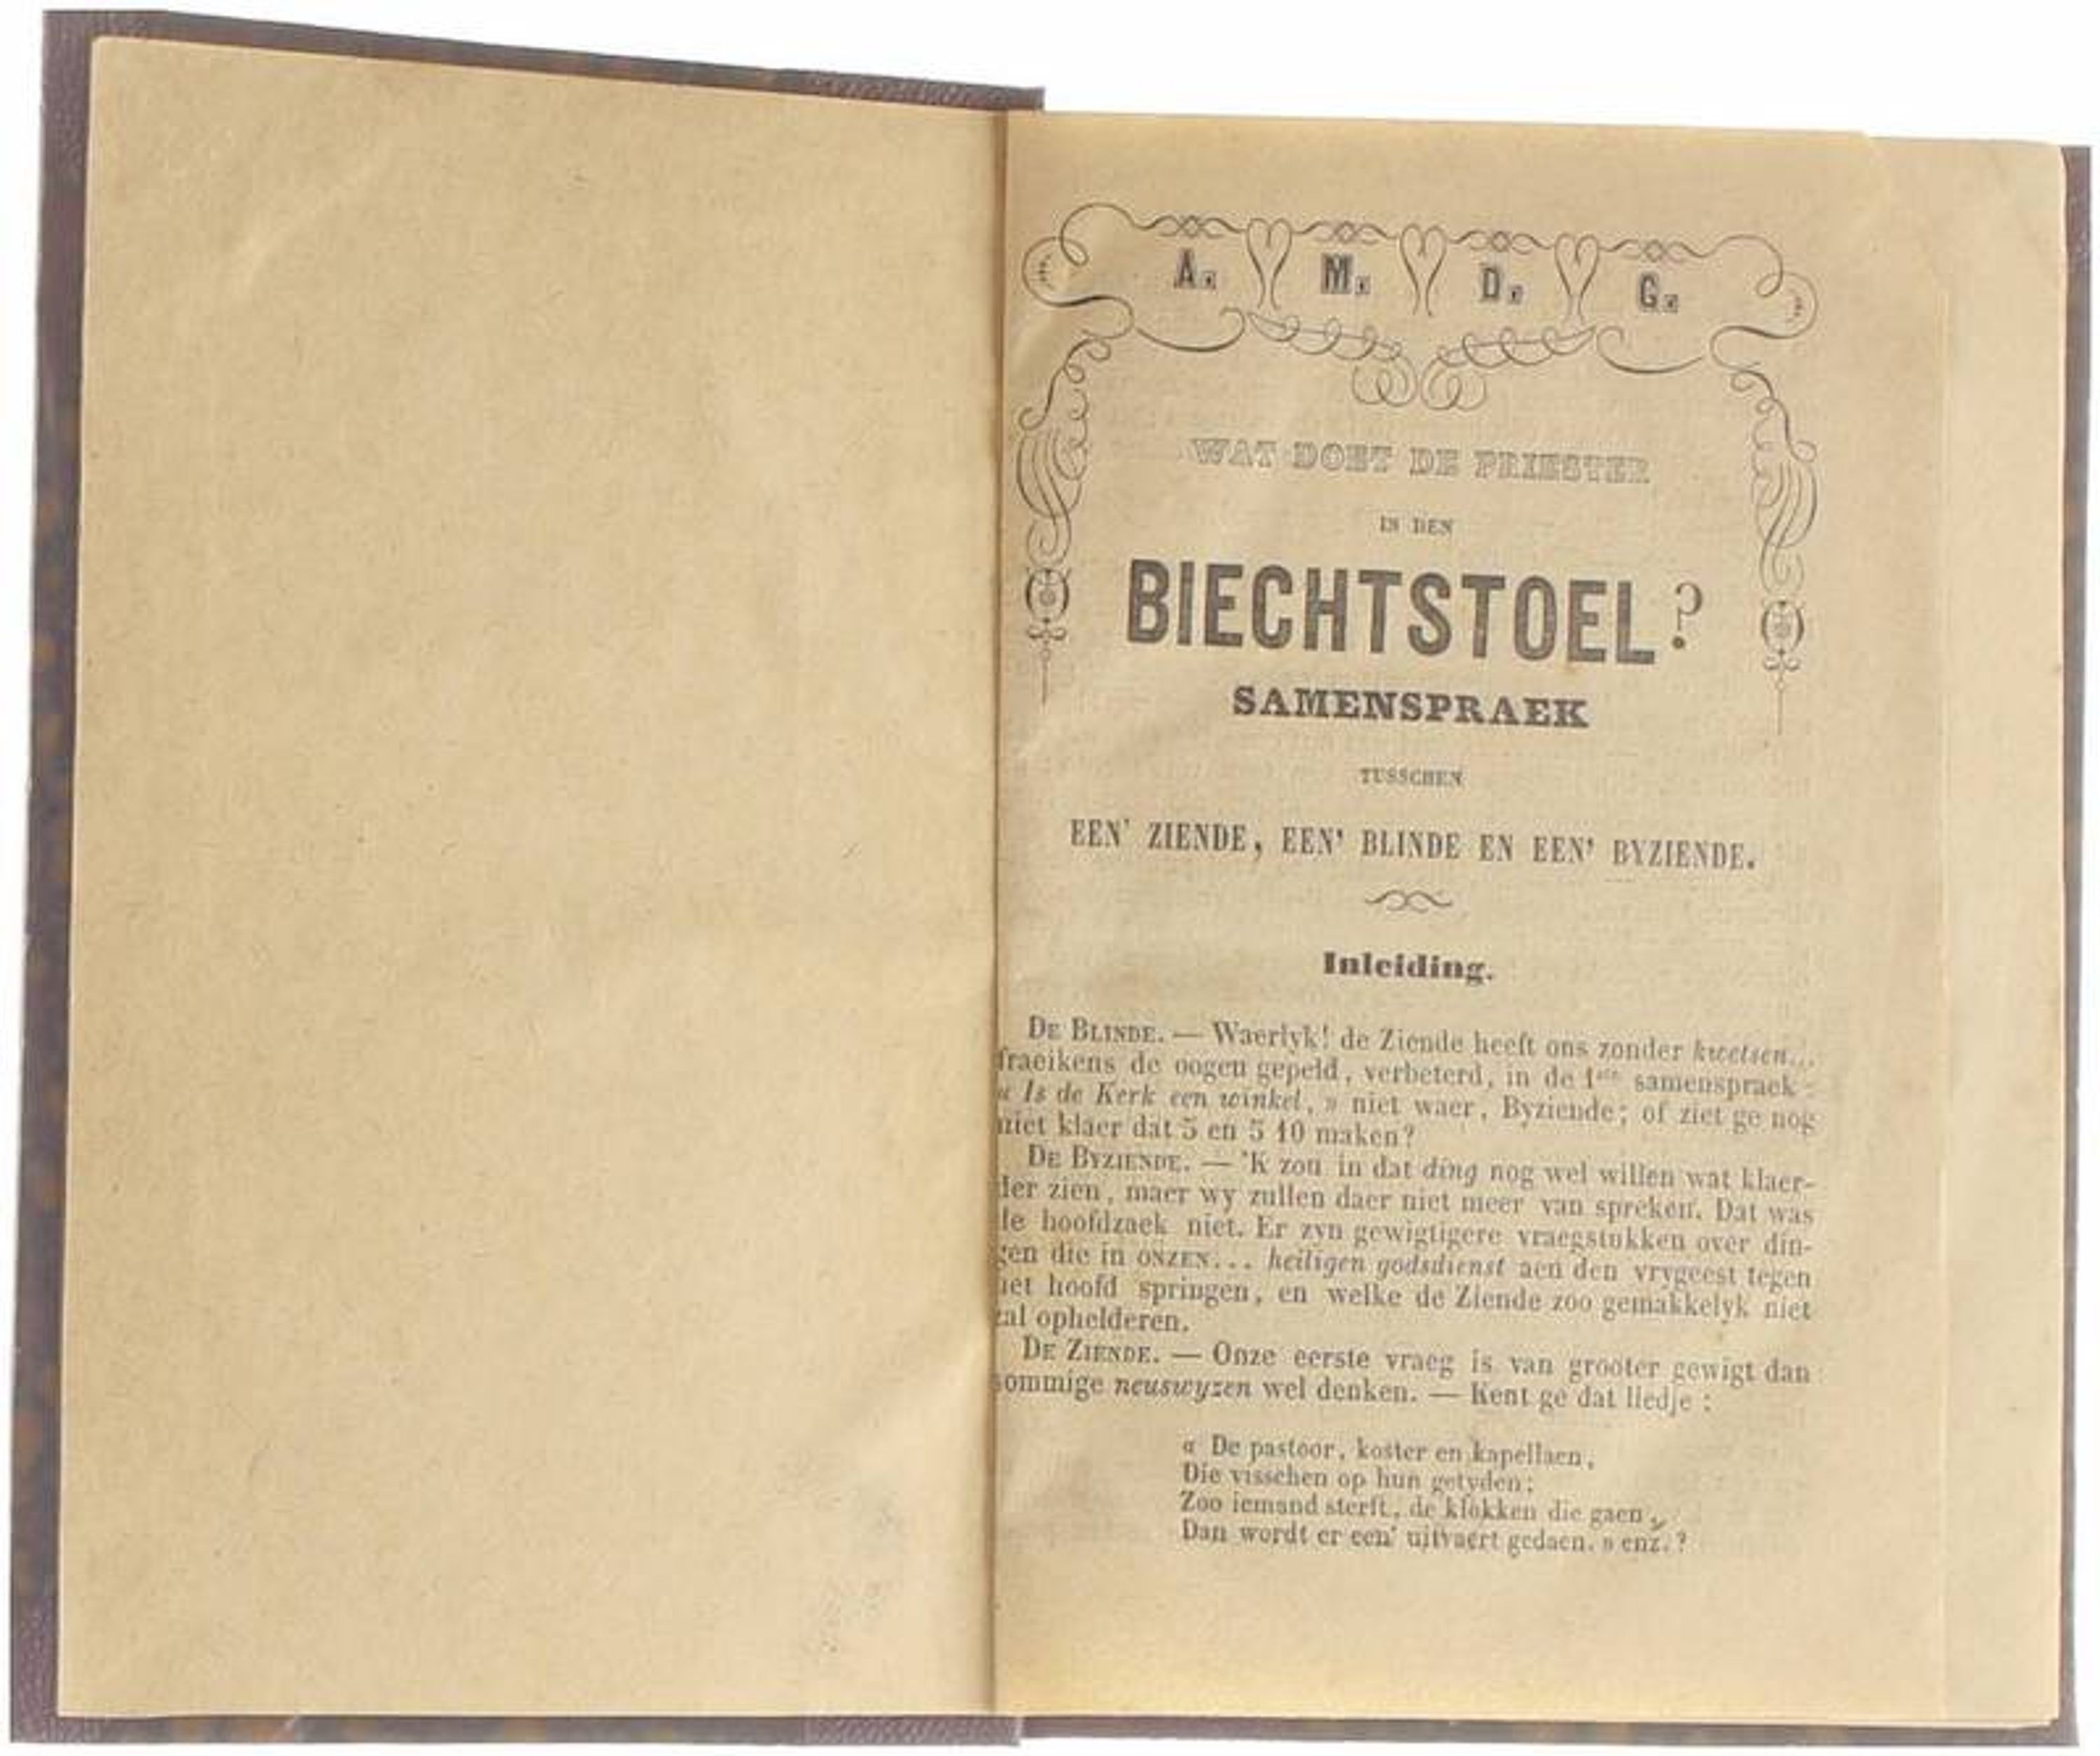 A. M. D. G.
WAT DOET DE PRIESTER
IN DEN
BIECHTSTOEL?
SAMENSPRAEK
TUSSCHEN
EEN' ZIENDE, EEN' BLINDE EN EEN' BYZIENDE.
Inleiding.
DE BLINDE. — Waerlyk! de Ziende heeft ons zonder kwetsen...
fraeikens de oogen gepeld, verbeterd, in de 1ste samenspraek:
« Is de Kerk een winkel, » niet waer, Byziende; of ziet ge nog
niet klaer dat 5 en 5 10 maken?
DE BYZIENDE. — 'K zou in dat ding nog wel willen wat klaer-
der zien, maer wy zullen daer niet meer van spreken. Dat was
de hoofdzaek niet. Er zyn gewigtigere vraegstukken over din-
gen die in ONZEN... heiligen godsdienst aen den vrygeest tegen
het hoofd springen, en welke de Ziende zoo gemakkelyk niet
zal ophelderen.
DE ZIENDE. — Onze eerste vraeg is van grooter gewigt dan
sommige neuswyzen wel denken. — Kent ge dat liedje:
« De pastoor, koster en kapellaen,
Die visschen op hun getyden;
Zoo iemand sterft, de klokken die gaen,
Dan wordt er een' uitvaert gedaen. » enz.?